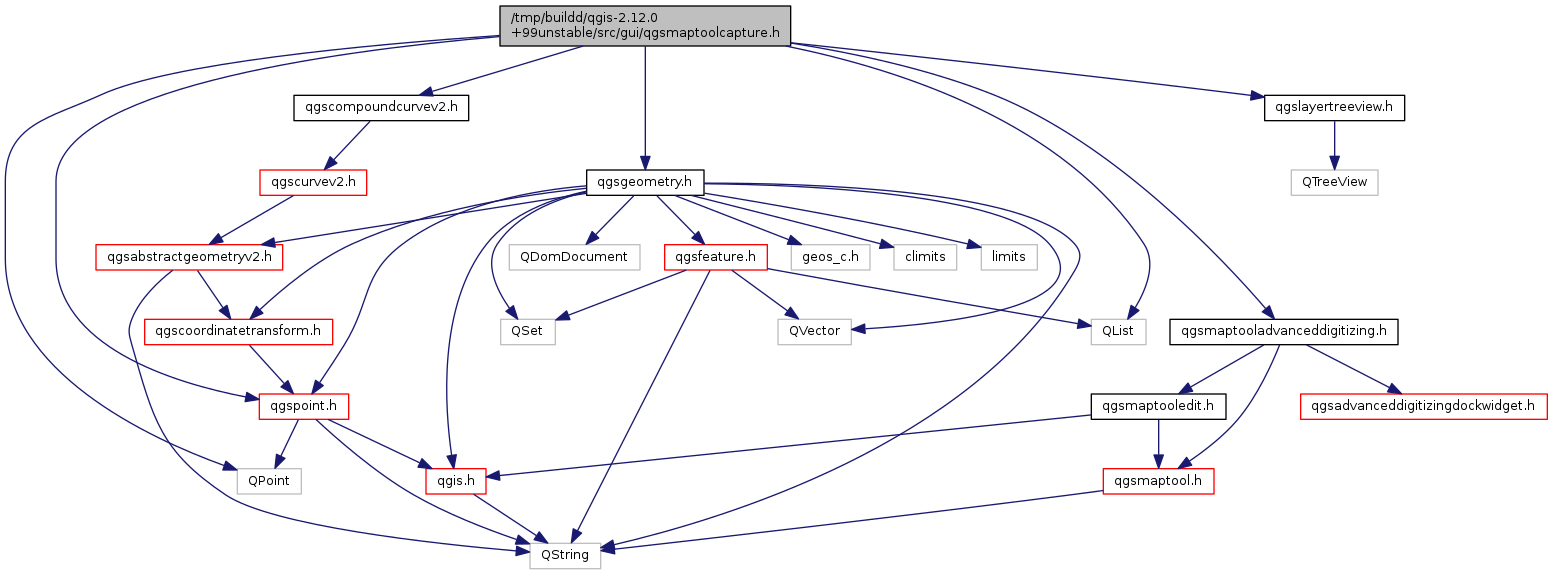 /tmp/buildd/qgis-2.12.0
+99unstable/src/gui/qgsmaptoolcapture.h
qgscompoundcurvev2.h
qgslayertreeview.h
qgscurvev2.h
qgsgeometry.h
QTreeView
qgsabstractgeometryv2.h
QDomDocument
qgsfeature.h
geos_c.h
climits
limits
qgscoordinatetransform.h
QSet
QVector
QList
qgsmaptooladvanceddigitizing.h
qgspoint.h
qgsmaptooledit.h
qgsadvanceddigitizingdockwidget.h
QPoint
qgis.h
qgsmaptool.h
QString